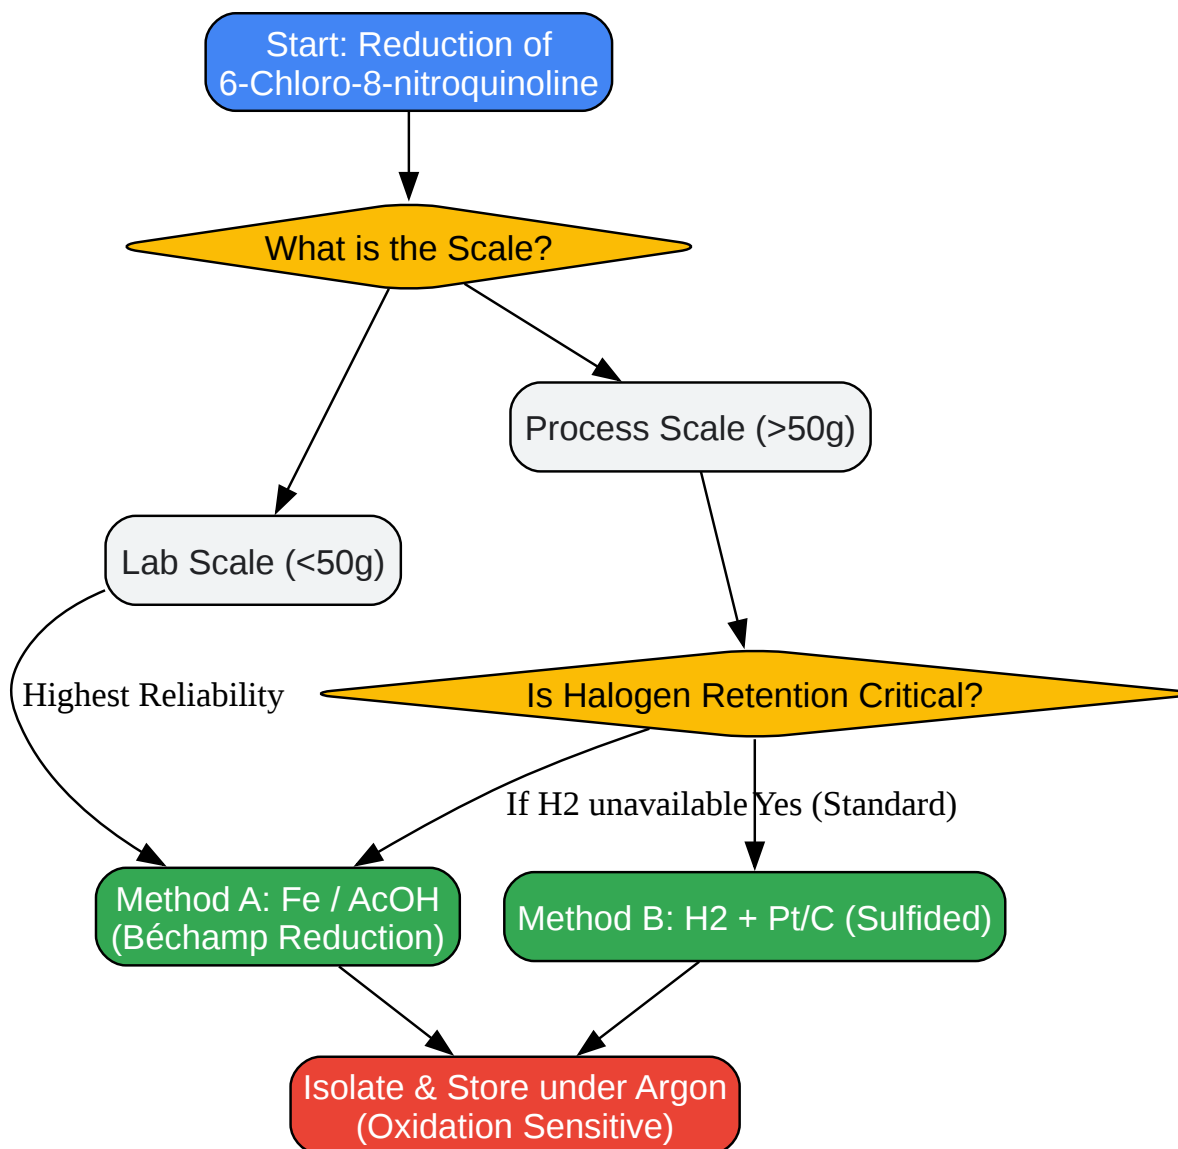 Start: Reduction of
6-Chloro-8-nitroquinoline
What is the Scale?
Process Scale (>50g)
Lab Scale (<50g)
Highest Reliability
Is Halogen Retention Critical?
If H2 unavailable
Yes (Standard)
Method A: Fe / AcOH
(Béchamp Reduction)
Method B: H2 + Pt/C (Sulfided)
Isolate & Store under Argon
(Oxidation Sensitive)